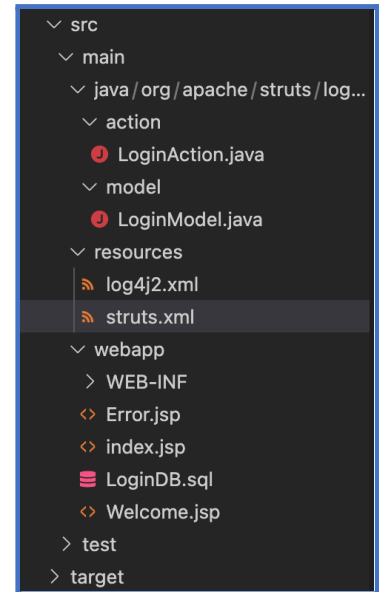 src
main
java/org/apache/struts/log...
action
J LoginAction.java
model
J LoginModel.java
resources
log4j2.xml
struts.xml
webapp
WEB-INF
Error.jsp
index.jsp
LoginDB.sql
Welcome.jsp
test
target